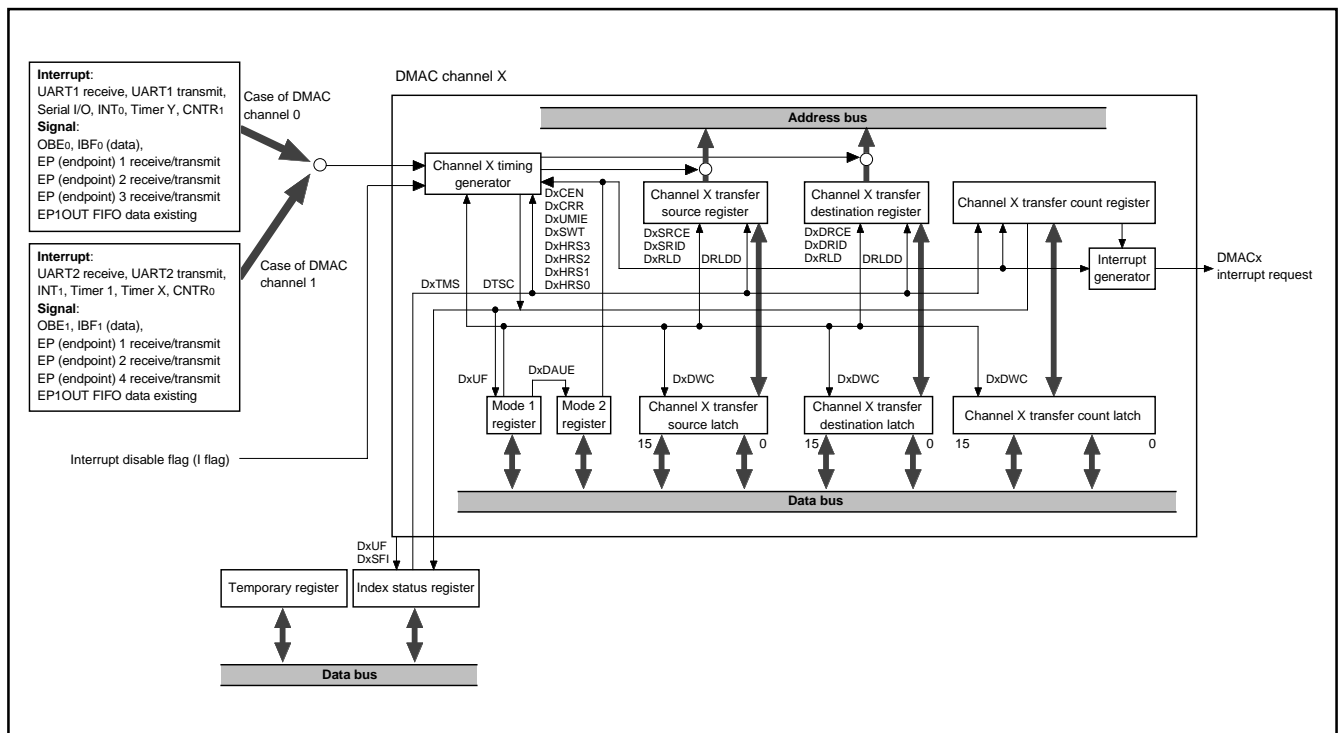 Interrupt:
UART1 receive, UART1 transmit,
Serial I/O, INT0, Timer Y, CNTR1
Signal:
OBE0, IBF0 (data),
EP (endpoint) 1 receive/transmit
EP (endpoint) 2 receive/transmit
EP (endpoint) 3 receive/transmit
EP1OUT FIFO data existing
Case of DMAC
channel 0
Interrupt:
UART2 receive, UART2 transmit,
INT1, Timer 1, Timer X, CNTR0
Signal:
OBE1, IBF1 (data),
EP (endpoint) 1 receive/transmit
EP (endpoint) 2 receive/transmit
EP (endpoint) 4 receive/transmit
EP1OUT FIFO data existing
Case of DMAC
channel 1
Interrupt disable flag (I flag)
DMAC channel X
Address bus
Channel X timing
generator
DxCEN
DxCRR
DxUMIE
DxSWT
DxHRS3
DxHRS2
DxHRS1
DxHRS0
Channel X transfer
source register
DxSRCE
DxSRID
DxRLD
DRLDD
Channel X transfer
destination register
DxDRCE
DxDRID
DxRLD
DRLDD
Channel X transfer count register
Interrupt
generator
DMACx
interrupt request
DxTMS
DTSC
DxUF
DxDAUE
DxDWC
DxDWC
DxDWC
Mode 1
register
Mode 2
register
Channel X transfer
source latch
15
0
Channel X transfer
destination latch
15
0
Channel X transfer count latch
15
0
Data bus
DxUF
DxSFI
Temporary register
Index status register
Data bus